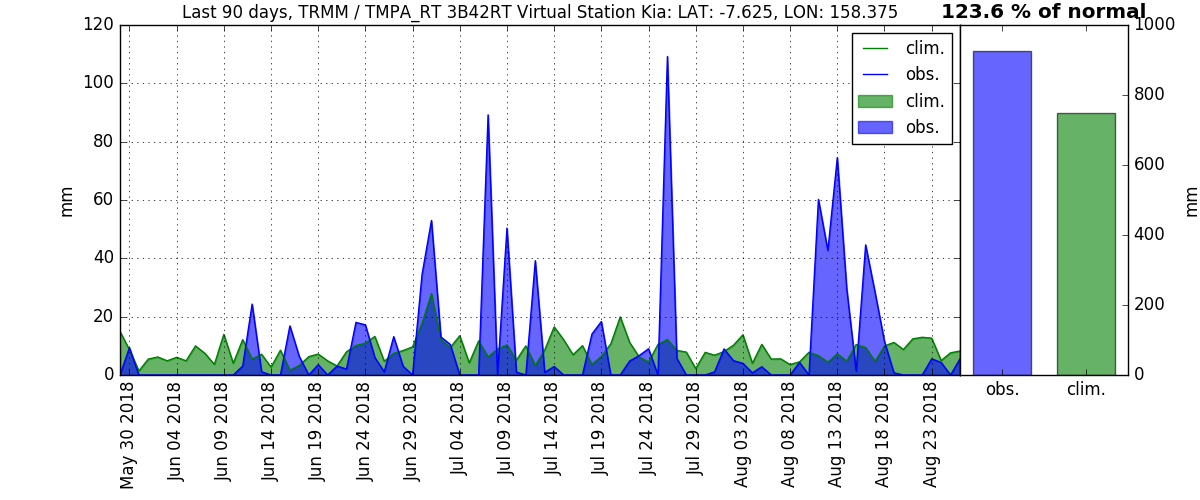 Last 90 days, TRMM / TMPA_RT 3B42RT Virtual Station Kia: LAT: -7.625, LON: 158.375
123.6 % of normal
120
100
80
60
40
20
0
mm
clim.
obs.
clim.
obs.
1000
800
600
400
200
0
mm
May 30 2018
Jun 04 2018
Jun 09 2018
Jun 14 2018
Jun 19 2018
Jun 24 2018
Jun 29 2018
Jul 04 2018
Jul 09 2018
Jul 14 2018
Jul 19 2018
Jul 24 2018
Jul 29 2018
Aug 03 2018
Aug 08 2018
Aug 13 2018
Aug 18 2018
Aug 23 2018
obs.
clim.